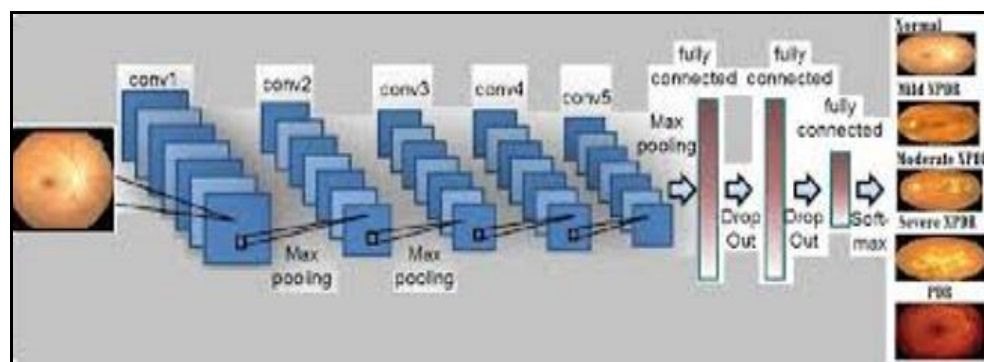 conv1
conv2
conv3
conv4
conv5
Max
pooling
Max
pooling
Max
pooling
fully
connected
Drop
Out
fully
connected
Drop
Out
fully
connected
Soft-
max
Normal
Mild NPDR
Moderate NPDR
Severe NPDR
PDR